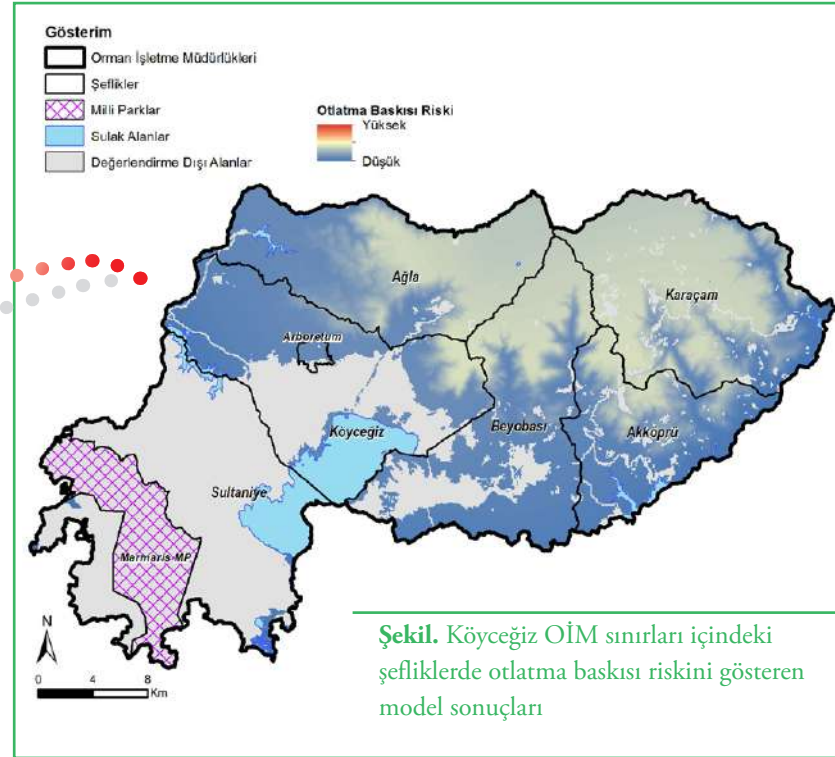 Gösterim
Orman İşletme Müdürlükleri
Şeflikler
Milli Parklar
Sulak Alanlar
Değerlendirme Dışı Alanlar
Otlatma Baskısı Riski
Yüksek
Düşük
Ağla
Karaçam
Arboretum
Köyceğiz
Beyobası
Akköprü
Sultaniye
Marmaris MP
N
0 4 8
Km
Şekil. Köyceğiz OİM sınırları içindeki
şefliklerde otlatma baskısı riskini gösteren
model sonuçları